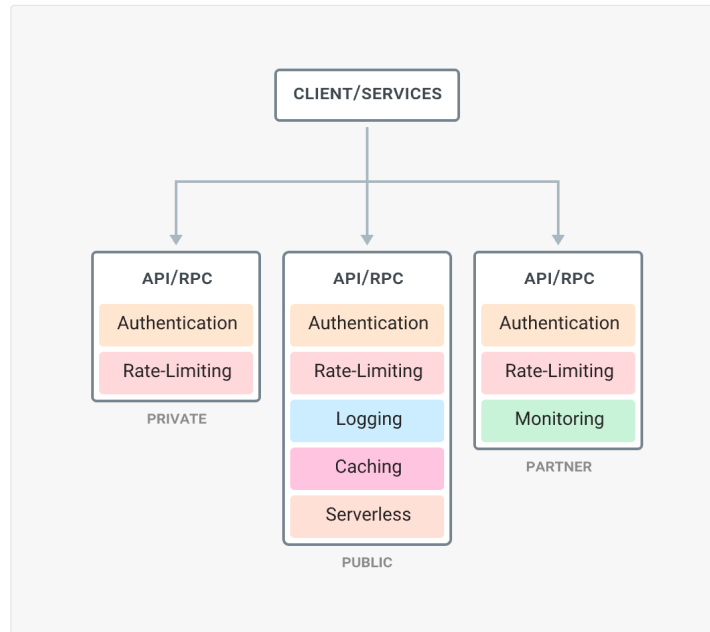 CLIENT/SERVICES
API/RPC
Authentication
Rate-Limiting
PRIVATE
API/RPC
Authentication
Rate-Limiting
Logging
Caching
Serverless
PUBLIC
API/RPC
Authentication
Rate-Limiting
Monitoring
PARTNER